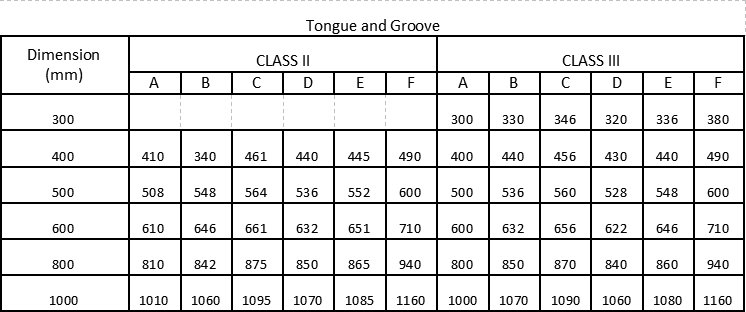 Tongue and Groove
Dimension (mm) CLASS II CLASS III
A B C D E F A B C D E F
300 300 330 346 320 336 380
400 410 340 461 440 445 490 400 440 456 430 440 490
500 508 548 564 536 552 600 500 536 560 528 548 600
600 610 646 661 632 651 710 600 632 656 622 646 710
800 810 842 875 850 865 940 800 850 870 840 860 940
1000 1010 1060 1095 1070 1085 1160 1000 1070 1090 1060 1080 1160